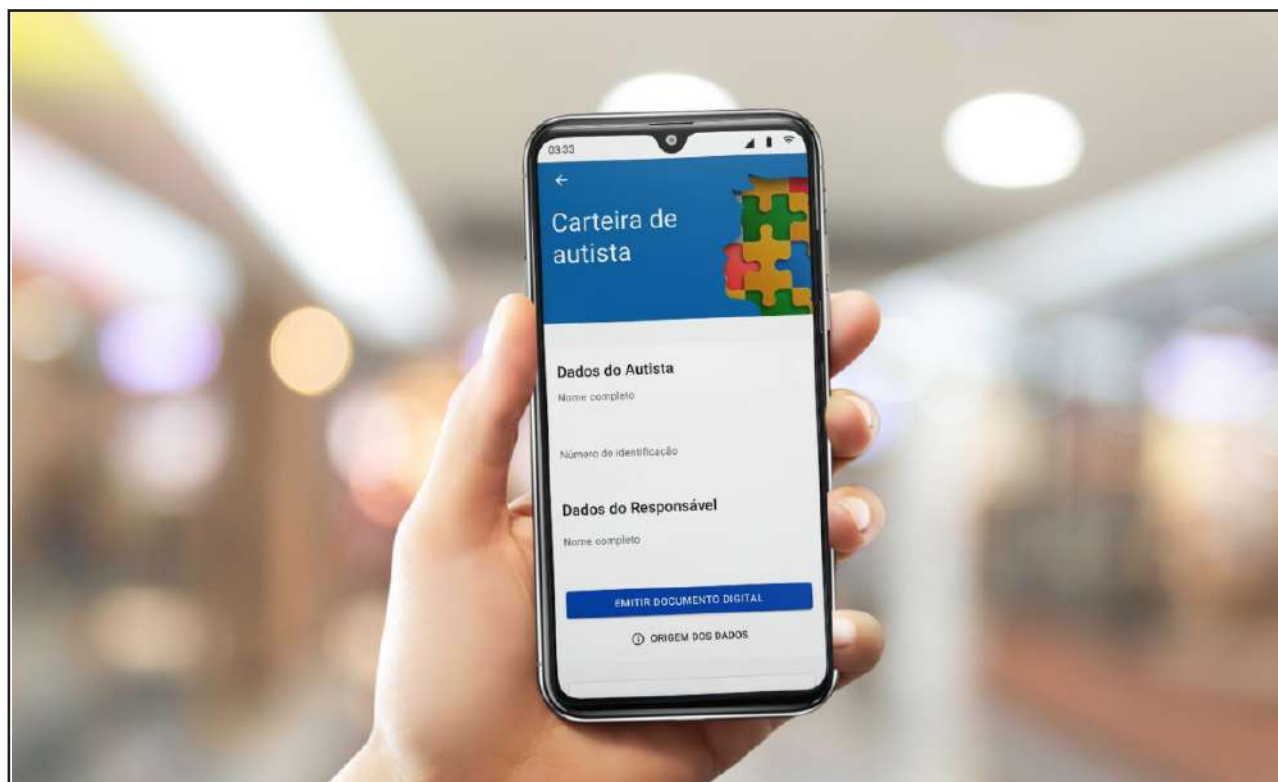 03:33
Carteira de
autista
Dados do Autista
Nome completo
Número de identificação
Dados do Responsável
Nome completo
EMITIR DOCUMENTO DIGITAL
ORIGEM DOS DADOS